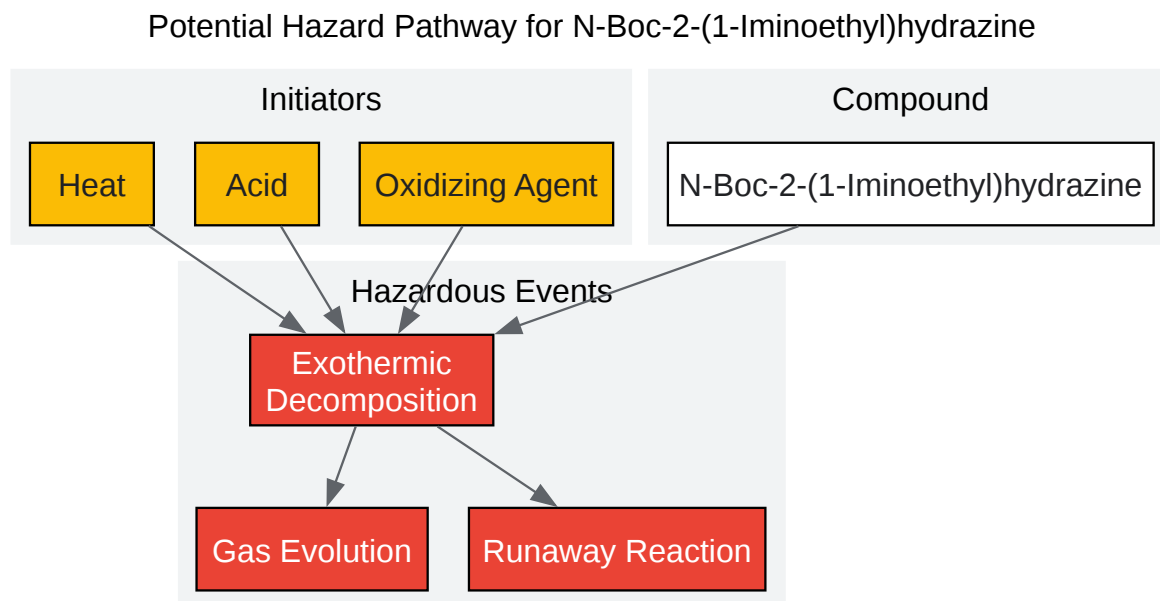 Potential Hazard Pathway for N-Boc-2-(1-Iminoethyl)hydrazine
Initiators
Compound
Heat
Acid
Oxidizing Agent
N-Boc-2-(1-Iminoethyl)hydrazine
Hazardous Events
Exothermic
Decomposition
Gas Evolution
Runaway Reaction